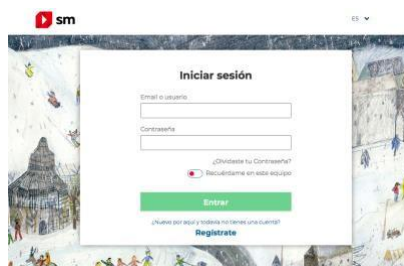 sm
ES
Iniciar sesión
Email o usuario
Contraseña
¿Olvidaste tu Contraseña?
Recuérdame en este equipo
Entrar
¿Nuevo por aquí y todavía no tienes una cuenta?
Regístrate